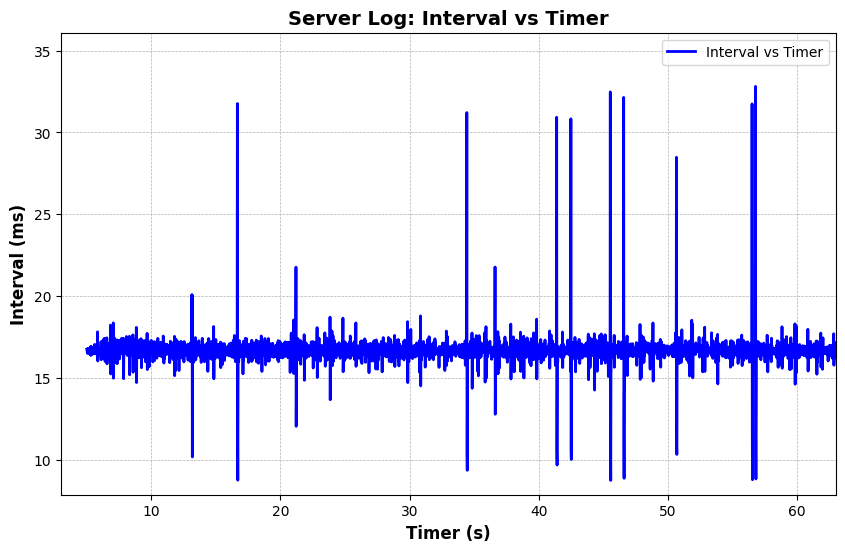 Server Log: Interval vs Timer
Interval vs Timer
Interval (ms)
35
30
25
20
15
10
10 20 30 40 50 60
Timer (s)